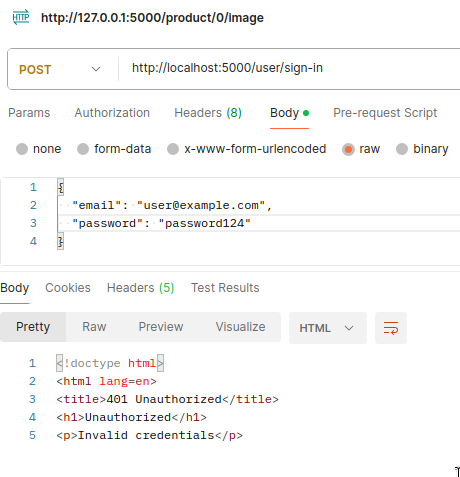 HTTP http://127.0.0.1:5000/product/0/image
POST http://localhost:5000/user/sign-in
Params Authorization Headers (8) Body Pre-request Script
none form-data x-www-form-urlencoded raw binary
1 {
2 "email": "user@example.com",
3 "password": "password124"
4 }
Body Cookies Headers (5) Test Results
Pretty Raw Preview Visualize HTML
1 <!doctype html>
2 <html lang=en>
3 <title>401 Unauthorized</title>
4 <h1>Unauthorized</h1>
5 <p>Invalid credentials</p>